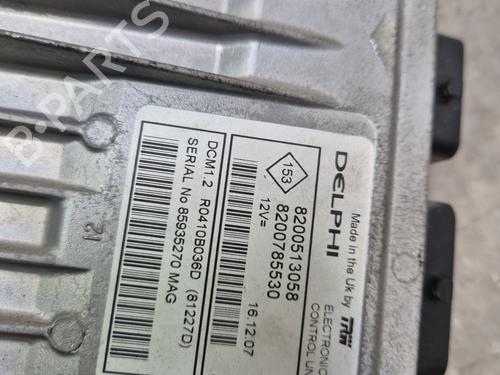 DELPHI
Made in the Uk by TRW
ELECTRONIC
CONTROL UN
153
8200513058
8200785530
12V=
16.12.07
DCM1.2 R0410B036D (81227D)
SERIAL No 85935270 MAG
12
B-PARTS